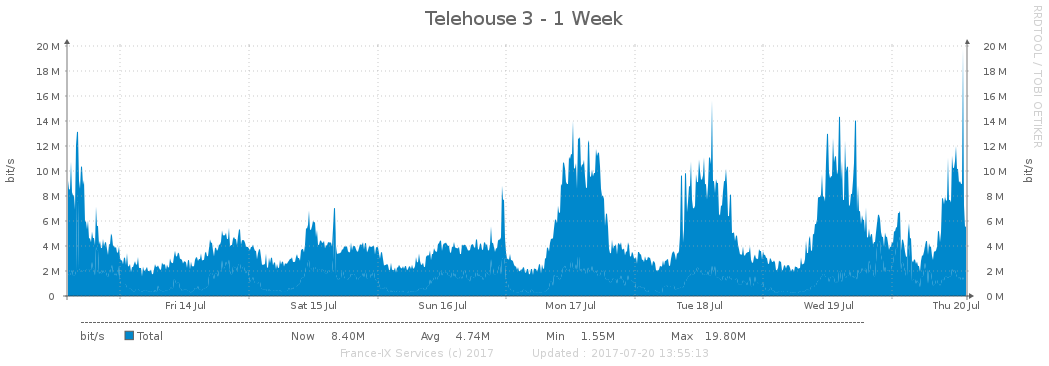 Telehouse 3 - 1 Week
RRDTOOL / TOBI OETIKER
bit/s
bit/s
20 M 20 M
18 M 18 M
16 M 16 M
14 M 14 M
12 M 12 M
10 M 10 M
8 M 8 M
6 M 6 M
4 M 4 M
2 M 2 M
0 0 M
Fri 14 Jul Sat 15 Jul Sun 16 Jul Mon 17 Jul Tue 18 Jul Wed 19 Jul Thu 20 Jul
bit/s Total Now 8.40M Avg 4.74M Min 1.55M Max 19.80M
France-IX Services (c) 2017 Updated : 2017-07-20 13:55:13